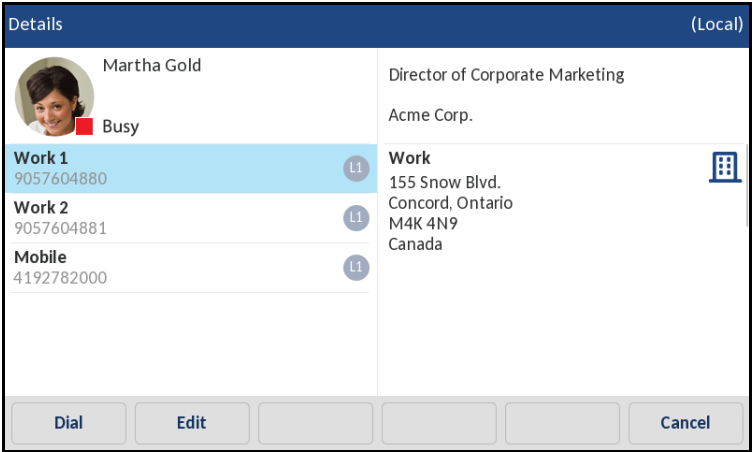 Details
(Local)
Martha Gold
Busy
Work 1
9057604880
L1
Work 2
9057604881
L1
Mobile
4192782000
L1
Director of Corporate Marketing
Acme Corp.
Work
155 Snow Blvd.
Concord, Ontario
M4K 4N9
Canada
Dial
Edit
Cancel